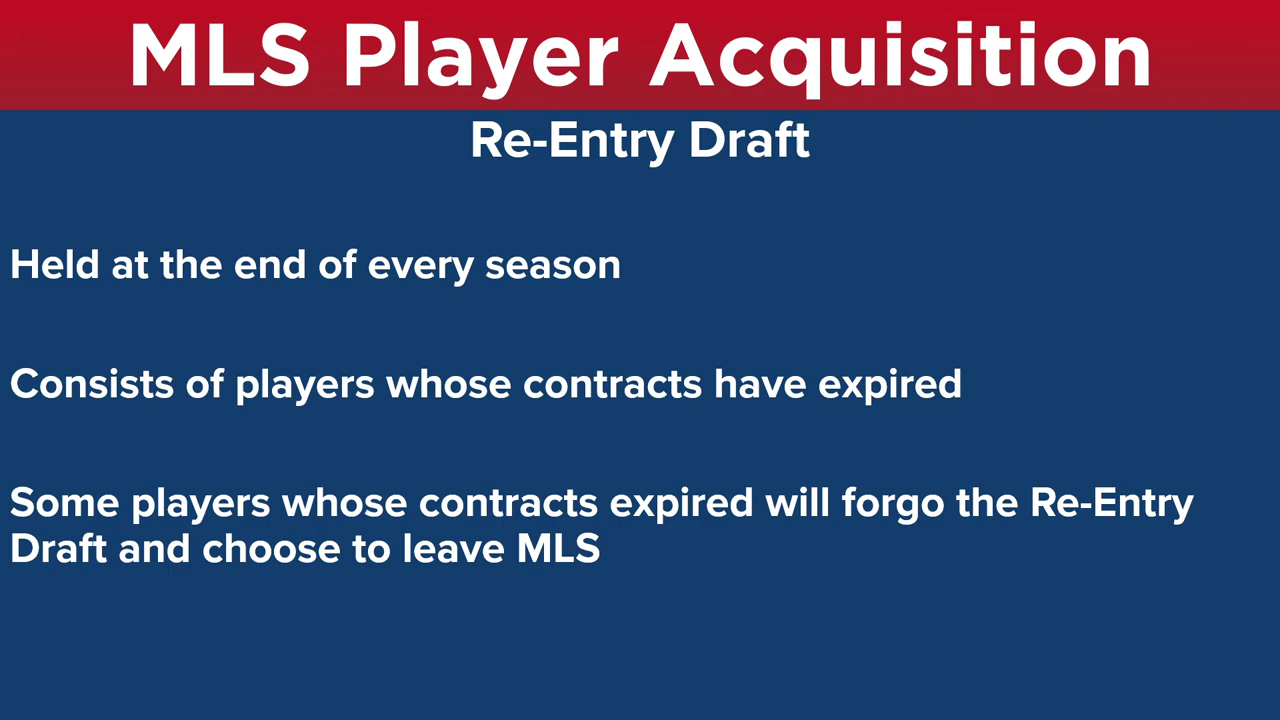 MLS Player Acquisition
Re-Entry Draft
Held at the end of every season
Consists of players whose contracts have expired
Some players whose contracts expired will forgo the Re-Entry
Draft and choose to leave MLS